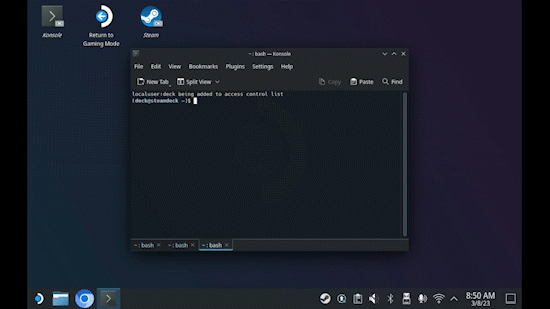 Konsole
Return to
Gaming Mode
Steam
~ : bash — Konsole
File Edit View Bookmarks Plugins Settings Help
New Tab Split View Copy Paste Find
localuser:deck being added to access control list
(deck@steamdeck ~)$
~ : bash ~ : bash ~ : bash
8:50 AM
3/8/23